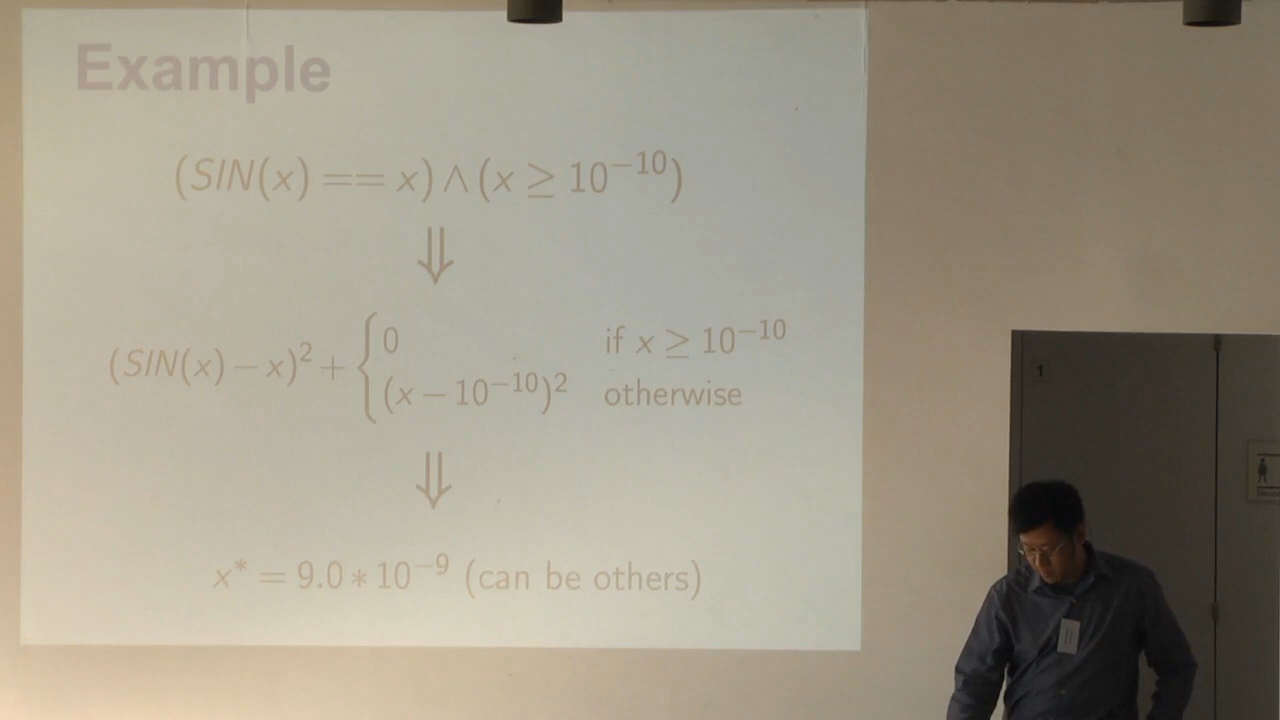 Example
(SIN(x) == x) ∧ (x ≥ 10⁻¹⁰)
⇓
(SIN(x) − x)² + { 0 if x ≥ 10⁻¹⁰
(x − 10⁻¹⁰)² otherwise
⇓
x* = 9.0 * 10⁻⁹ (can be others)
1